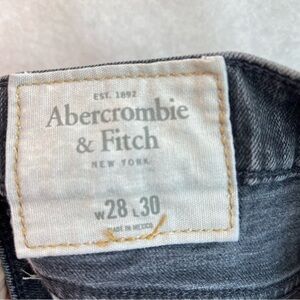 EST. 1892
Abercrombie
& Fitch
NEW YORK
W28 L30
MADE IN MEXICO